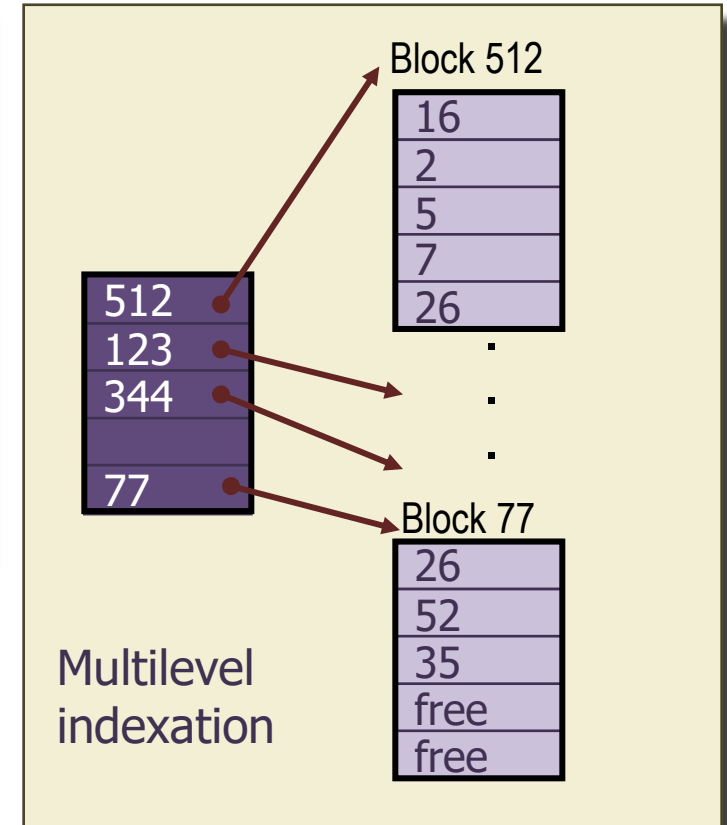 Block 512
16
2
5
7
26
512
123
344
77
.
.
.
Block 77
26
52
35
free
free
Multilevel
indexation